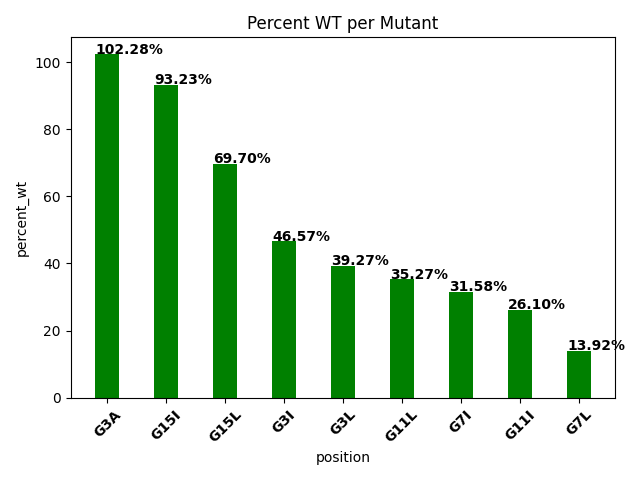 Percent WT per Mutant
percent_wt
100
80
60
40
20
0
102.28%
93.23%
69.70%
46.57%
39.27%
35.27%
31.58%
26.10%
13.92%
G3A
G15I
G15L
G3I
G3L
G11L
G7I
G11I
G7L
position